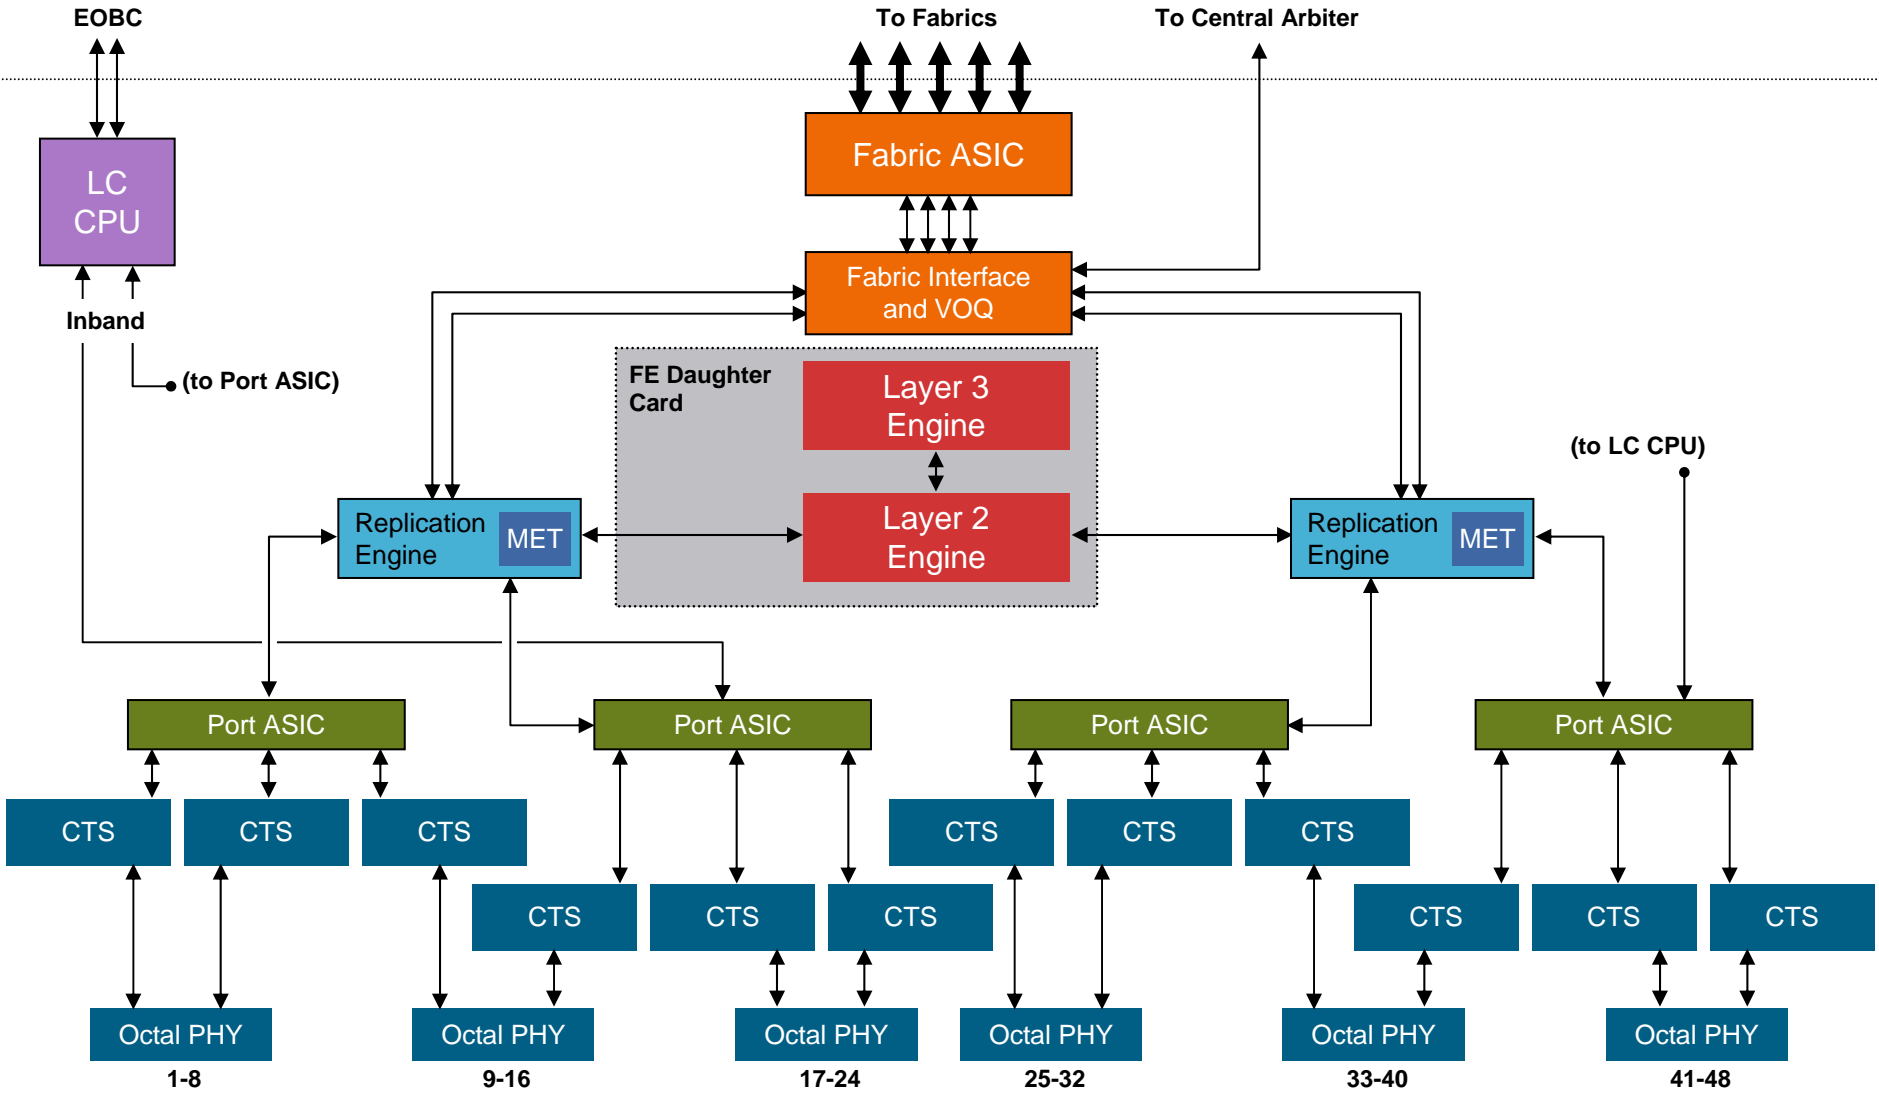 EOBC
To Fabrics
To Central Arbiter
Fabric ASIC
LC
CPU
Fabric Interface
and VOQ
Inband
(to Port ASIC)
FE Daughter
Card
Layer 3
Engine
(to LC CPU)
Replication
Engine
MET
Layer 2
Engine
Replication
Engine
MET
Port ASIC
Port ASIC
Port ASIC
Port ASIC
CTS
CTS
CTS
CTS
CTS
CTS
CTS
CTS
CTS
CTS
CTS
CTS
Octal PHY
Octal PHY
Octal PHY
Octal PHY
Octal PHY
Octal PHY
1-8
9-16
17-24
25-32
33-40
41-48